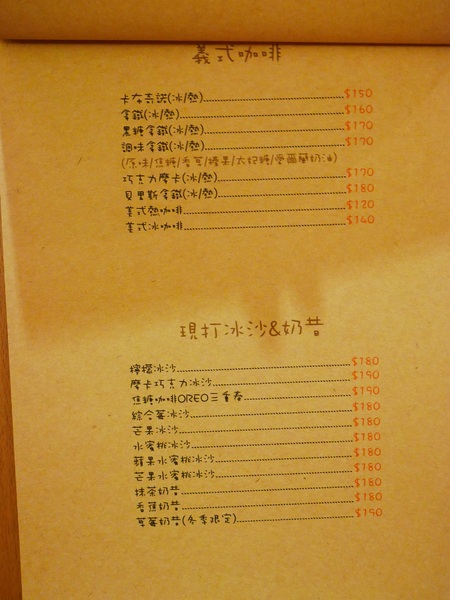 義式咖啡
卡布奇諾(冰/熱)........$150
拿鐵(冰/熱)........$160
黑糖拿鐵(冰/熱)........$170
調味拿鐵(冰/熱)........$170
(原味/焦糖/香草/榛果/太妃糖/愛爾蘭奶油)
巧克力摩卡(冰/熱)........$170
貝里斯拿鐵(冰/熱)........$180
美式熱咖啡........$120
美式冰咖啡........$140
現打冰沙&奶昔
檸檬冰沙........$180
摩卡巧克力冰沙........$190
焦糖咖啡OREO三重奏........$190
綜合莓冰沙........$180
芒果冰沙........$180
水蜜桃冰沙........$180
蘋果水蜜桃冰沙........$180
芒果水蜜桃冰沙........$180
抹茶奶昔........$180
香蕉奶昔........$180
草莓奶昔(冬季限定)........$190